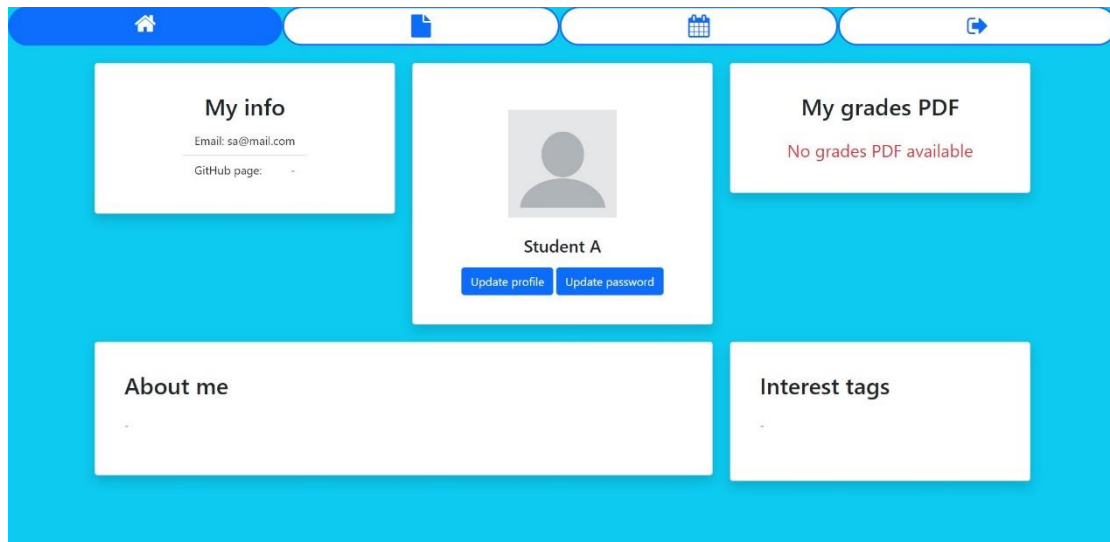 My info
Email: sa@mail.com
GitHub page: -
Student A
Update profile
Update password
My grades PDF
No grades PDF available
About me
-
Interest tags
-